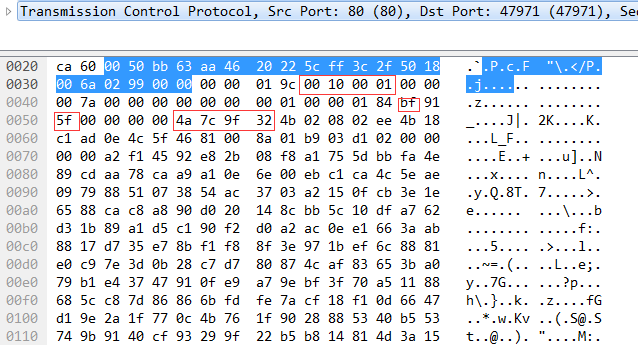 Transmission Control Protocol, Src Port: 80 (80), Dst Port: 47971 (47971), Se
0020 ca 60 00 50 bb 63 aa 46 20 22 5c ff 3c 2f 50 18 .`.P.c.F "\.</P.
0030 00 6a 02 99 00 00 00 00 01 9c 00 10 00 01 00 00 .j...... ........
0040 00 7a 00 00 00 00 00 00 00 01 00 00 01 84 bf 91 .z...... ........
0050 5f 00 00 00 00 4a 7c 9f 32 4b 02 08 02 ee 4b 18 _....J|. 2K....K.
0060 c1 ad 0e 4c 5f 46 81 00 8a 01 b9 03 d1 02 00 00 ...L_F.. ........
0070 00 00 a2 f1 45 92 e8 2b 08 f8 a1 75 5d bb fa 4e ....E..+ ...u]..N
0080 89 cd aa 78 ca a9 a1 0e 6e 00 eb c1 ca 4c 5e ae ...x.... n....L^.
0090 09 79 88 51 07 38 54 ac 37 03 a2 15 0f cb 3e 1e .y.Q.8T. 7.....>.
00a0 65 88 ca c8 a8 90 d0 20 14 8c bb 5c 10 df a7 62 e...... ...\...b
00b0 d3 1b 89 a1 d5 c1 90 f2 d0 a2 ac 0e e1 66 3a ab ........ .....f:.
00c0 88 17 d7 35 e7 8b f1 f8 8f 3e 97 1b ef 6c 88 81 ...5.... .>...l..
00d0 e0 c9 7e 3d 0b 28 c7 d7 80 87 4c af 83 65 3b a0 ..~=.(.. ..L..e;.
00e0 79 b1 e4 37 47 91 0f e9 a7 9e bf 3f 70 a5 11 88 y..7G... ...?p...
00f0 68 5c c8 7d 86 86 6b fd fe 7a cf 18 f1 0d 66 47 h\.}..k. .z....fG
0100 d1 9e 2a 1f 77 0c 4b 76 1f 90 28 88 53 40 b5 53 ..*.w.Kv ..(.S@.S
0110 74 9b 91 40 cf 93 29 9f 22 b5 b8 14 81 4d 3a 15 t..@..). "....M:.